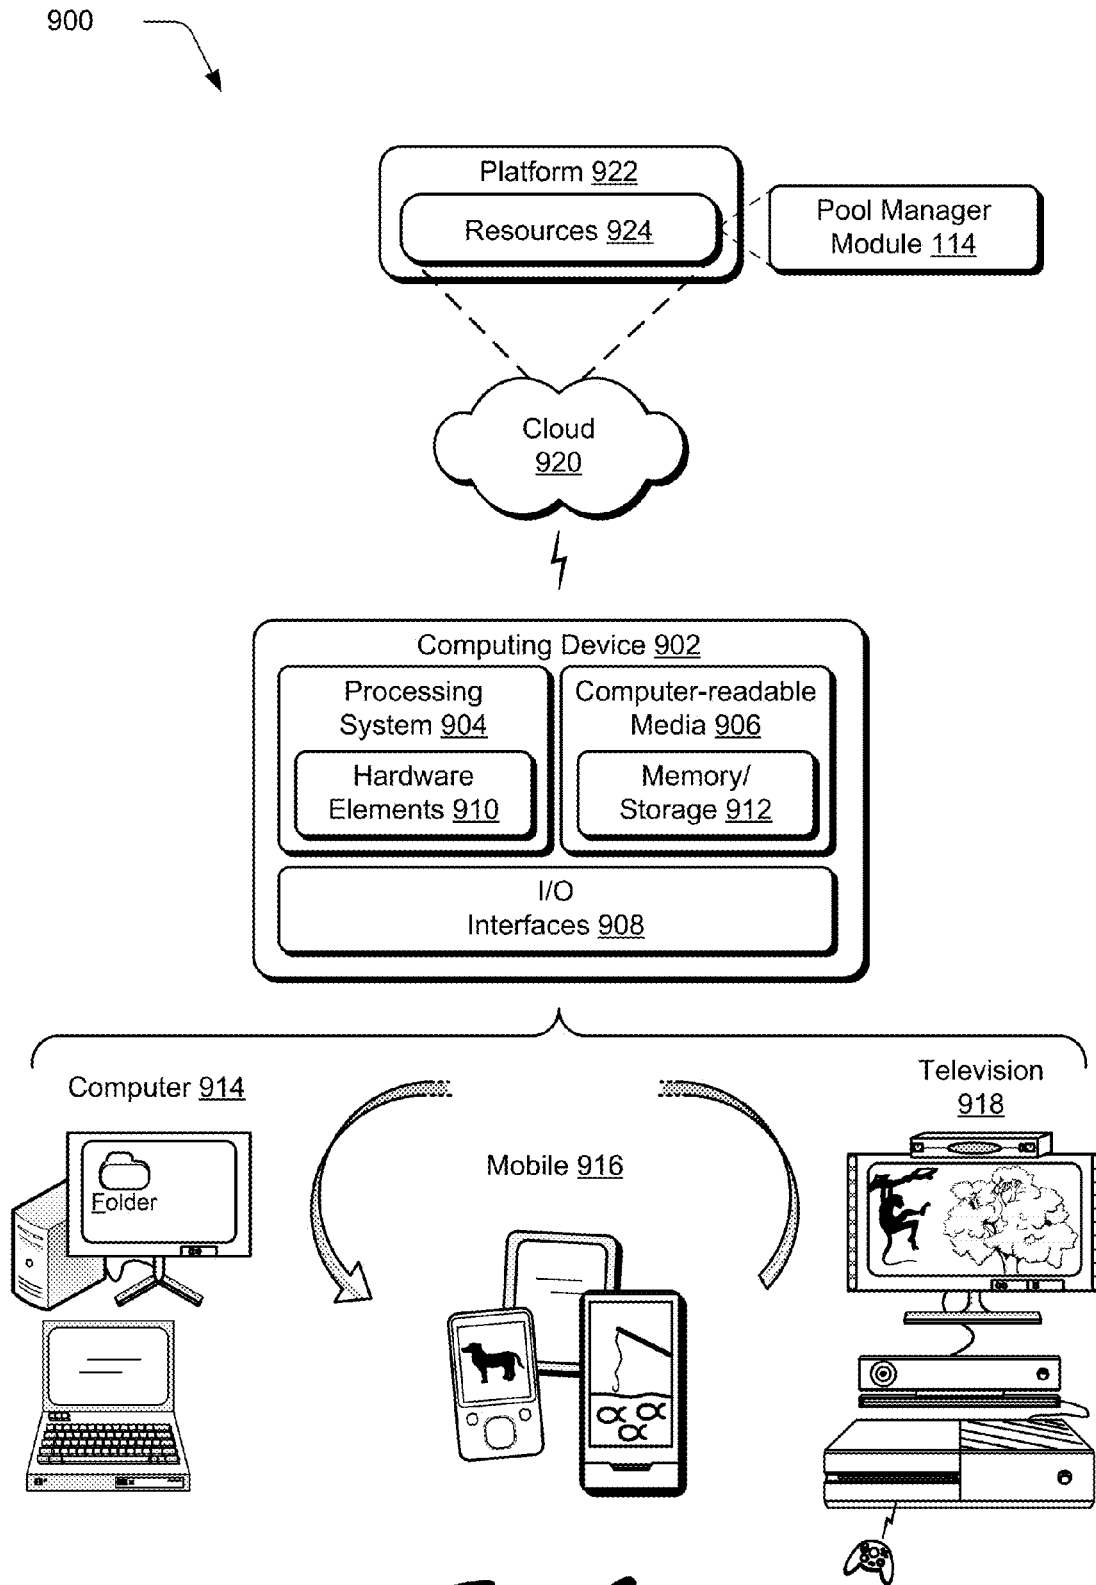 900
Platform 922
Resources 924
Pool Manager
Module 114
Cloud
920
Computing Device 902
Processing
System 904
Computer-readable
Media 906
Hardware
Elements 910
Memory/
Storage 912
I/O
Interfaces 908
Computer 914
Folder
Mobile 916
Television
918